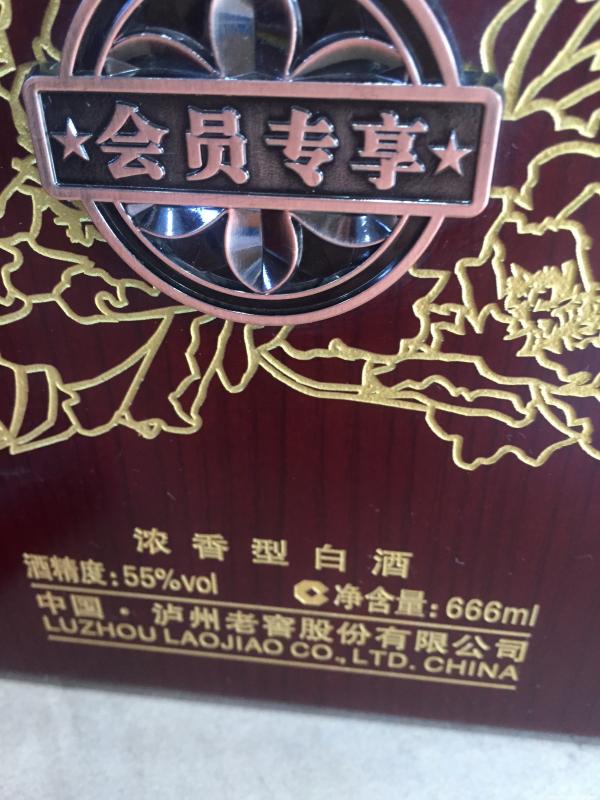 ★会员专享★
浓香型白酒
酒精度:55%vol 净含量:666ml
中国·泸州老窖股份有限公司
LUZHOU LAOJIAO CO., LTD. CHINA